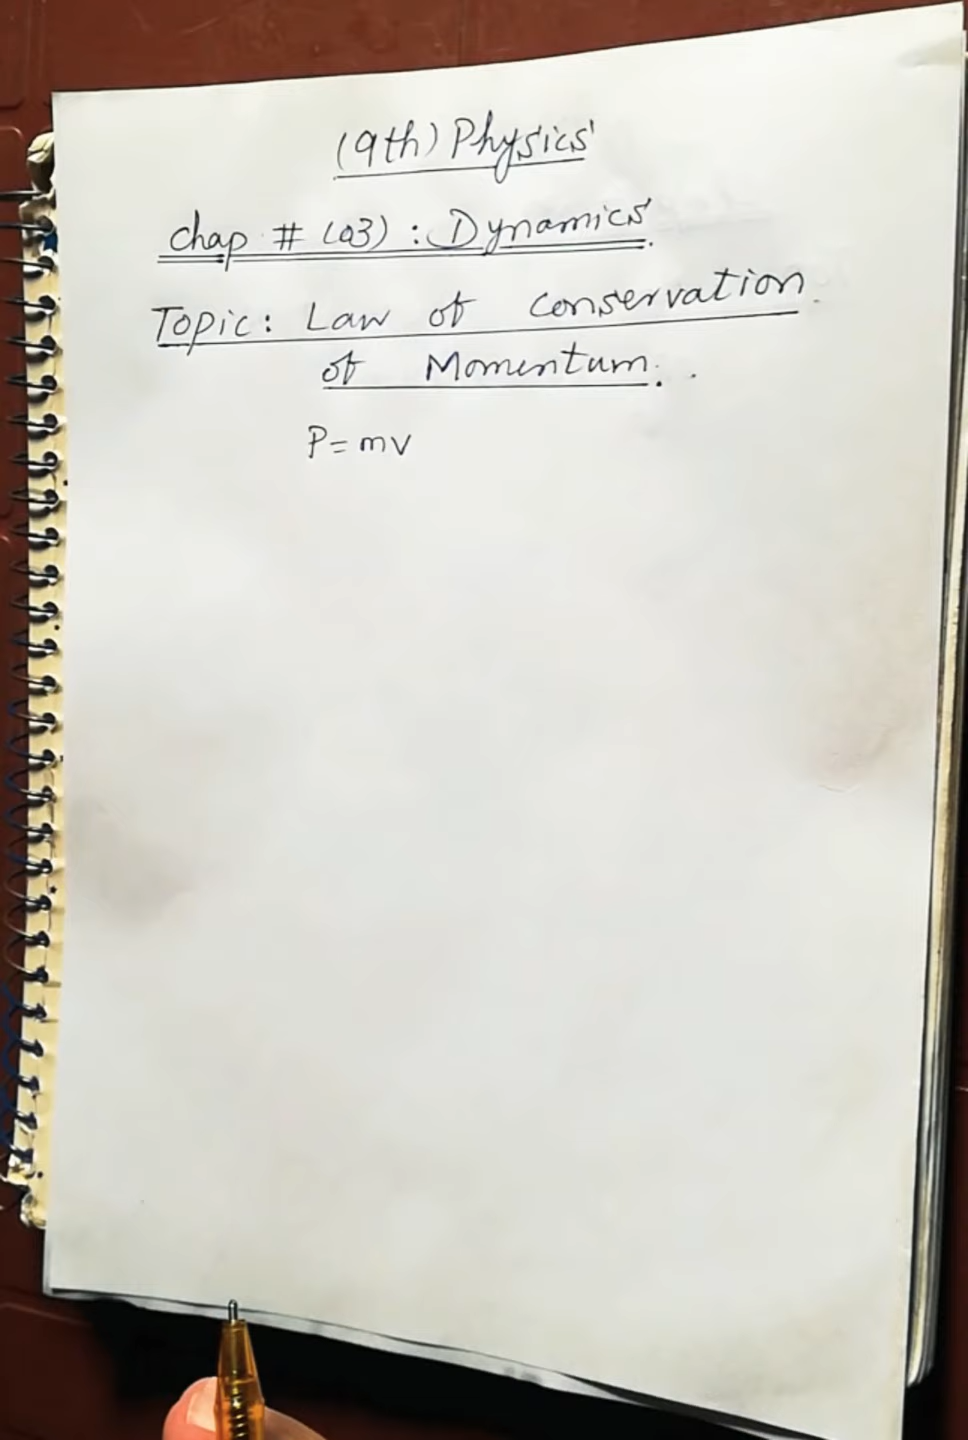 (9th) Physics
Chap # (03) : Dynamics.
Topic: Law of Conservation
of Momentum.
P = mv